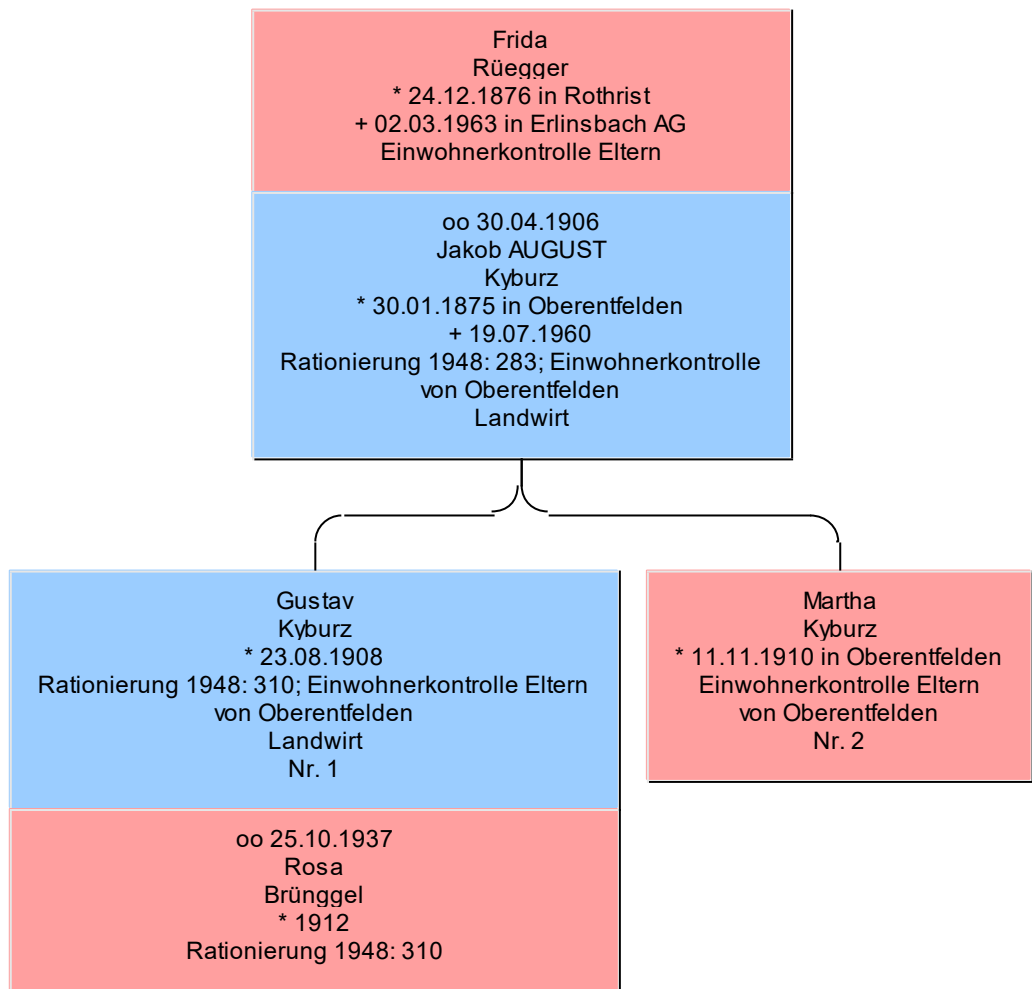 Frida
Rüegger
* 24.12.1876 in Rothrist
+ 02.03.1963 in Erlinsbach AG
Einwohnerkontrolle Eltern
oo 30.04.1906
Jakob AUGUST
Kyburz
* 30.01.1875 in Oberentfelden
+ 19.07.1960
Rationierung 1948: 283; Einwohnerkontrolle
von Oberentfelden
Landwirt
Gustav
Kyburz
* 23.08.1908
Rationierung 1948: 310; Einwohnerkontrolle Eltern
von Oberentfelden
Landwirt
Nr. 1
oo 25.10.1937
Rosa
Brünggel
* 1912
Rationierung 1948: 310
Martha
Kyburz
* 11.11.1910 in Oberentfelden
Einwohnerkontrolle Eltern
von Oberentfelden
Nr. 2